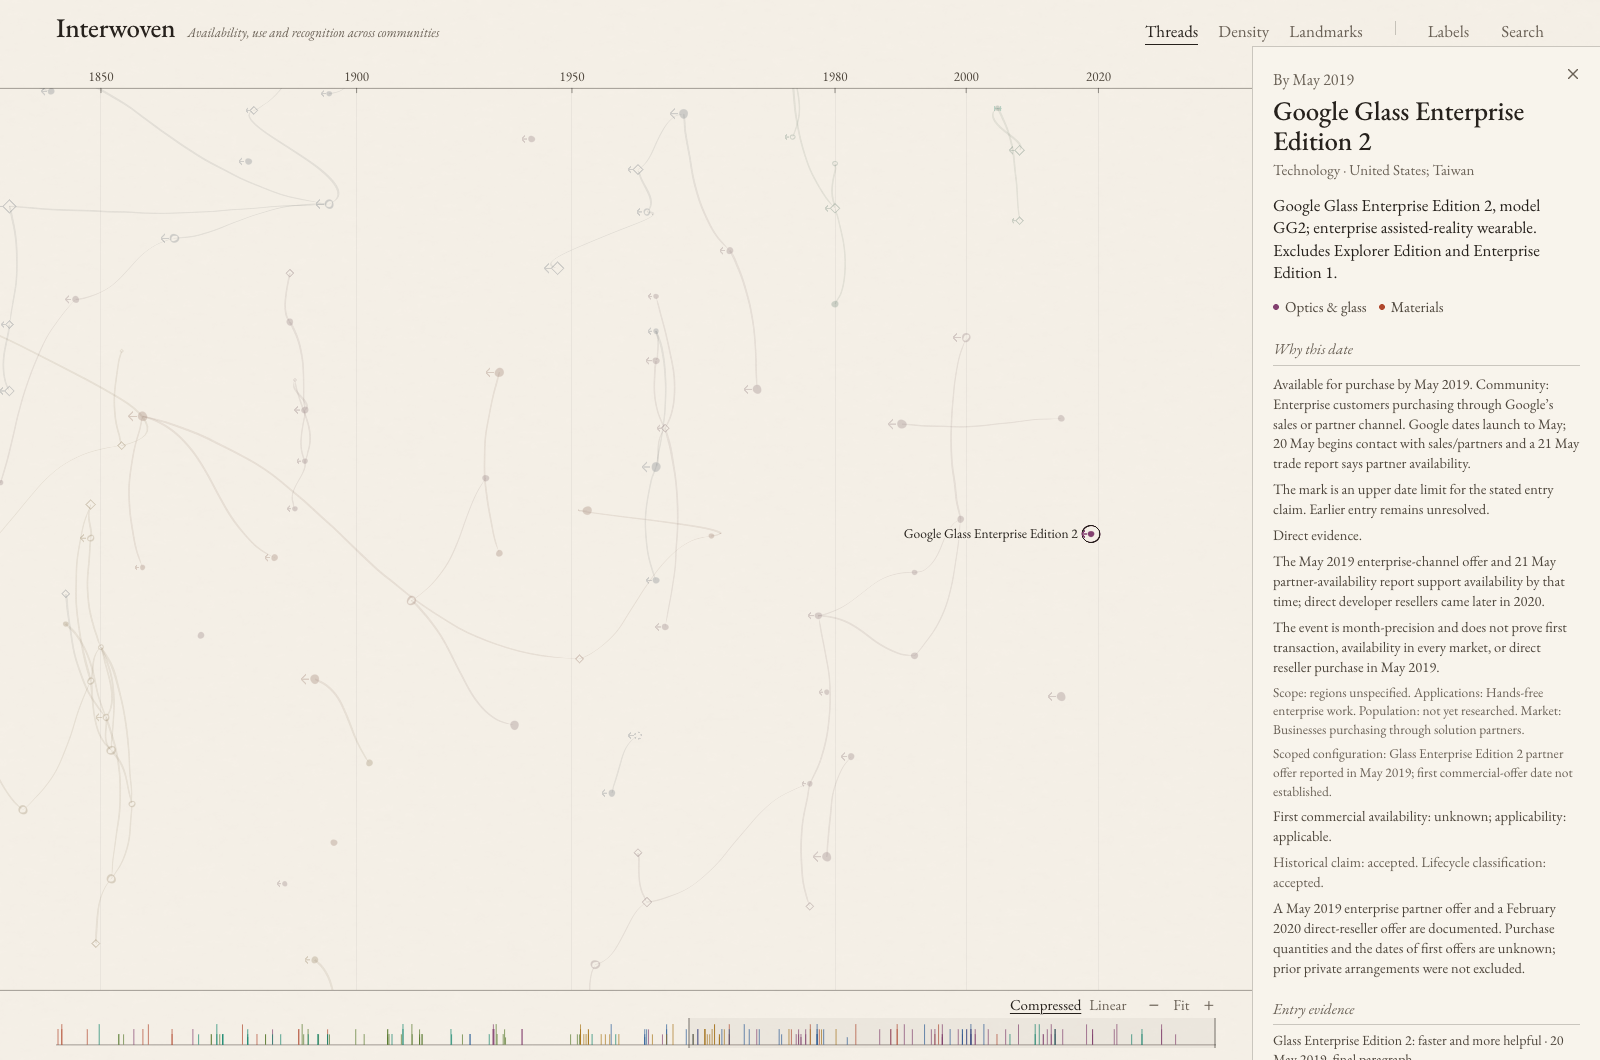 Interwoven Availability, use and recognition across communities
Threads Density Landmarks Labels Search
1850 1900 1950 1980 2000 2020
Google Glass Enterprise Edition 2
By May 2019
×
Google Glass Enterprise
Edition 2
Technology · United States; Taiwan
Google Glass Enterprise Edition 2, model
GG2; enterprise assisted-reality wearable.
Excludes Explorer Edition and Enterprise
Edition 1.
Optics & glass Materials
Why this date
Available for purchase by May 2019. Community:
Enterprise customers purchasing through Google’s
sales or partner channel. Google dates launch to May;
20 May begins contact with sales/partners and a 21 May
trade report says partner availability.
The mark is an upper date limit for the stated entry
claim. Earlier entry remains unresolved.
Direct evidence.
The May 2019 enterprise-channel offer and 21 May
partner-availability report support availability by that
time; direct developer resellers came later in 2020.
The event is month-precision and does not prove first
transaction, availability in every market, or direct
reseller purchase in May 2019.
Scope: regions unspecified. Applications: Hands-free
enterprise work. Population: not yet researched. Market:
Businesses purchasing through solution partners.
Scoped configuration: Glass Enterprise Edition 2 partner
offer reported in May 2019; first commercial-offer date not
established.
First commercial availability: unknown; applicability:
applicable.
Historical claim: accepted. Lifecycle classification:
accepted.
A May 2019 enterprise partner offer and a February
2020 direct-reseller offer are documented. Purchase
quantities and the dates of first offers are unknown;
prior private arrangements were not excluded.
Entry evidence
Glass Enterprise Edition 2: faster and more helpful · 20
May 2019, final paragraph
Compressed Linear − Fit +